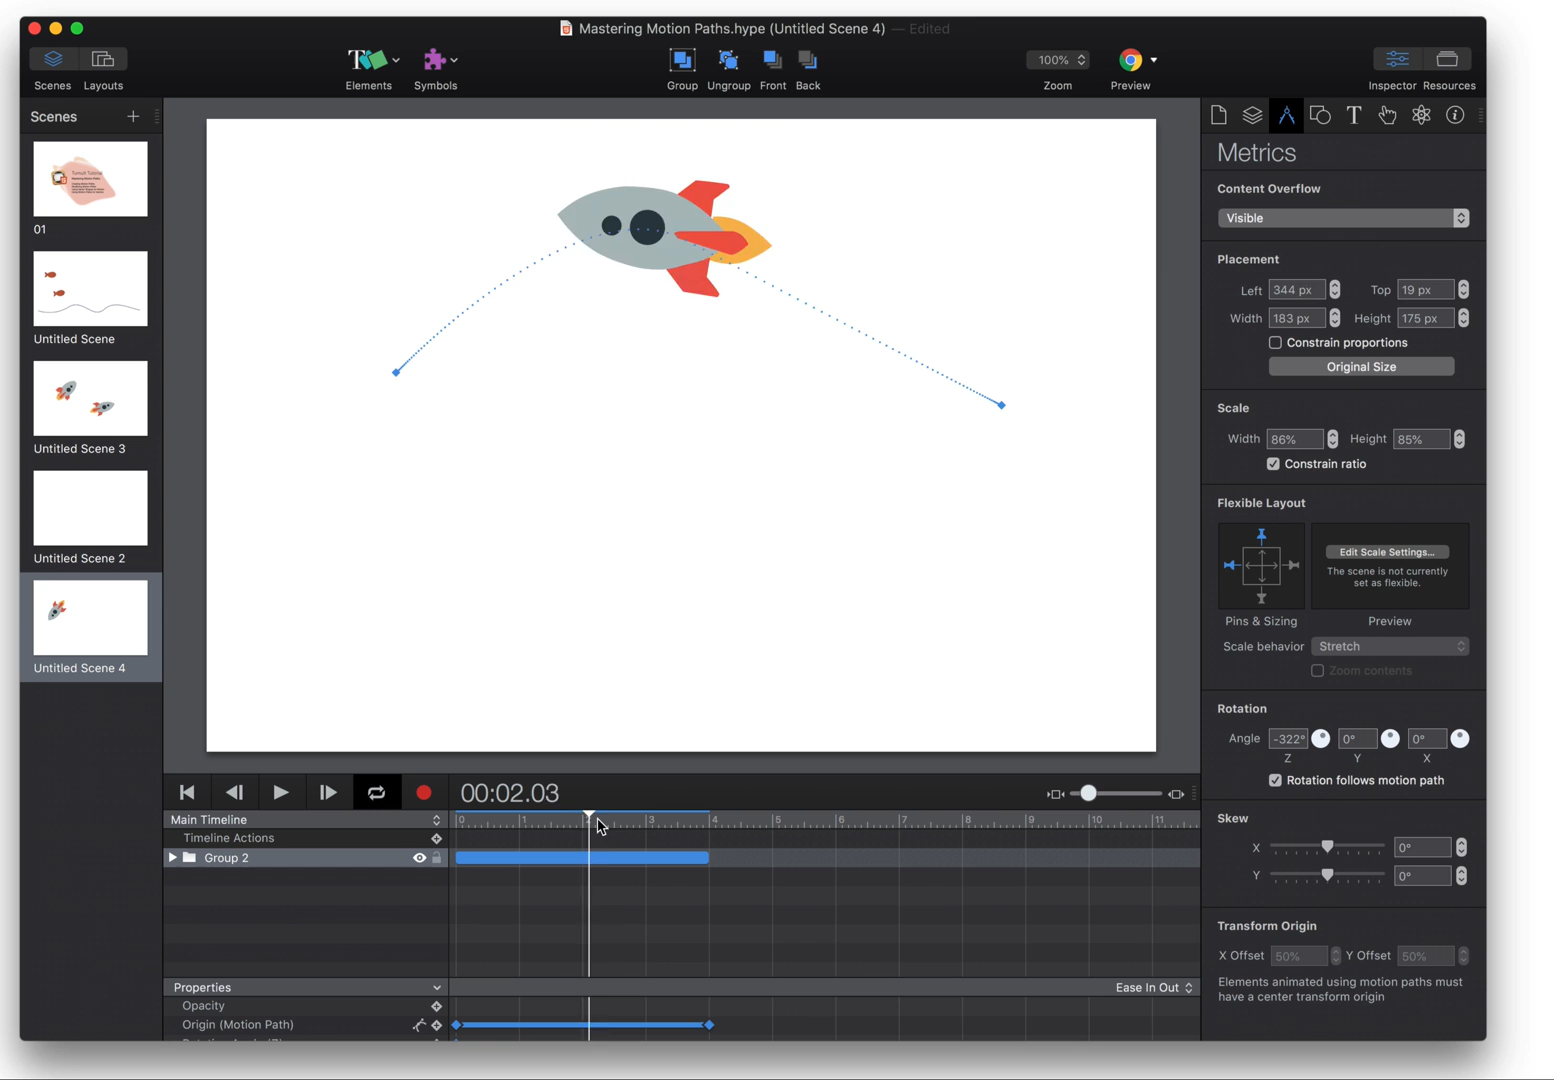 Mastering Motion Paths.hype (Untitled Scene 4) — Edited
Scenes Layouts
Elements Symbols
Group Ungroup Front Back
100%
Zoom
Preview
Inspector Resources
Scenes
Tumult Tutorial
01
Untitled Scene
Untitled Scene 3
Untitled Scene 2
Untitled Scene 4
Metrics
Content Overflow
Visible
Placement
Left 344 px Top 19 px
Width 183 px Height 175 px
Constrain proportions
Original Size
Scale
Width 86% Height 85%
Constrain ratio
Flexible Layout
Edit Scale Settings...
The scene is not currently
set as flexible.
Pins & Sizing Preview
Scale behavior Stretch
Zoom contents
Rotation
Angle -322° 0° 0°
Z Y X
Rotation follows motion path
Skew
X 0°
Y 0°
Transform Origin
X Offset 50% Y Offset 50%
Elements animated using motion paths must
have a center transform origin
00:02.03
Main Timeline
0 1 2 3 4 5 6 7 8 9 10 11
Timeline Actions
Group 2
Properties
Ease In Out
Opacity
Origin (Motion Path)